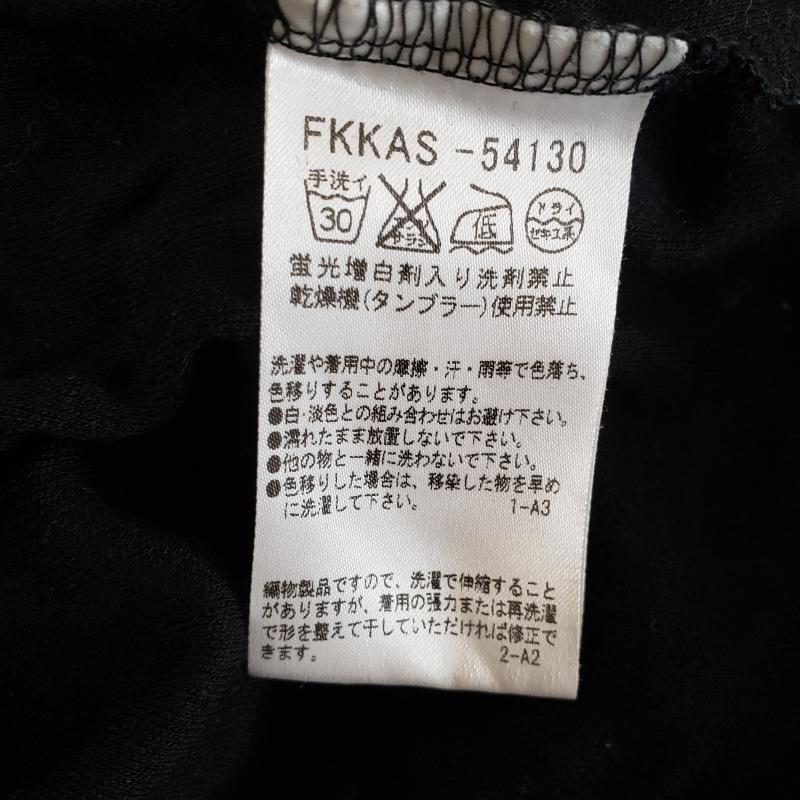 FKKAS -54130
手洗イ 30 エンソサラシ 低 ドライ セキユ系
蛍光増白剤入り洗剤禁止
乾燥機(タンブラー)使用禁止
洗濯や着用中の摩擦・汗・雨等で色落ち、
色移りすることがあります。
●白・淡色との組み合わせはお避け下さい。
●濡れたまま放置しないで下さい。
●他の物と一緒に洗わないで下さい。
●色移りした場合は、移染した物を早め
に洗濯して下さい。 1-A3
編物製品ですので、洗濯で伸縮すること
がありますが、着用の張力または再洗濯
で形を整えて干していただければ修正で
きます。 2-A2